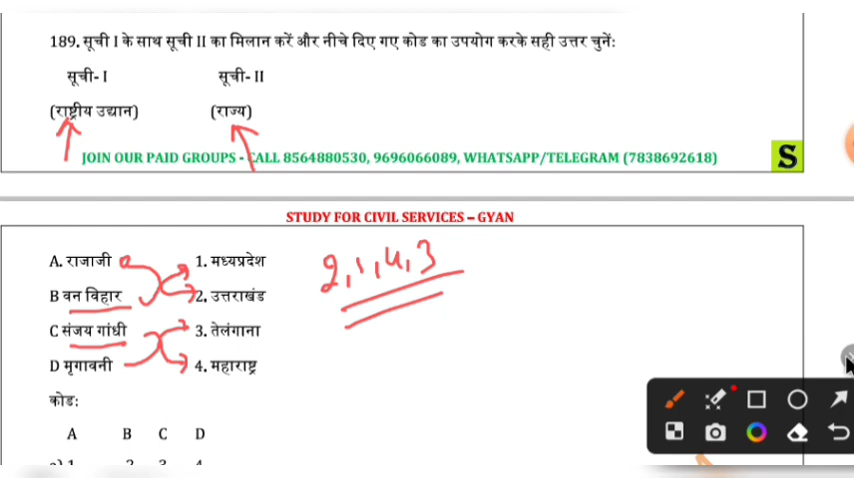 189. सूची I के साथ सूची II का मिलान करें और नीचे दिए गए कोड का उपयोग करके सही उत्तर चुनें:
सूची- I सूची- II
(राष्ट्रीय उद्यान) (राज्य)
JOIN OUR PAID GROUPS - CALL 8564880530, 9696066089, WHATSAPP/TELEGRAM (7838692618)
S
STUDY FOR CIVIL SERVICES – GYAN
A. राजाजी 1. मध्यप्रदेश
B वन विहार 2. उत्तराखंड
2,1,4,3
C संजय गांधी 3. तेलंगाना
D मृगावनी 4. महाराष्ट्र
कोड:
A B C D